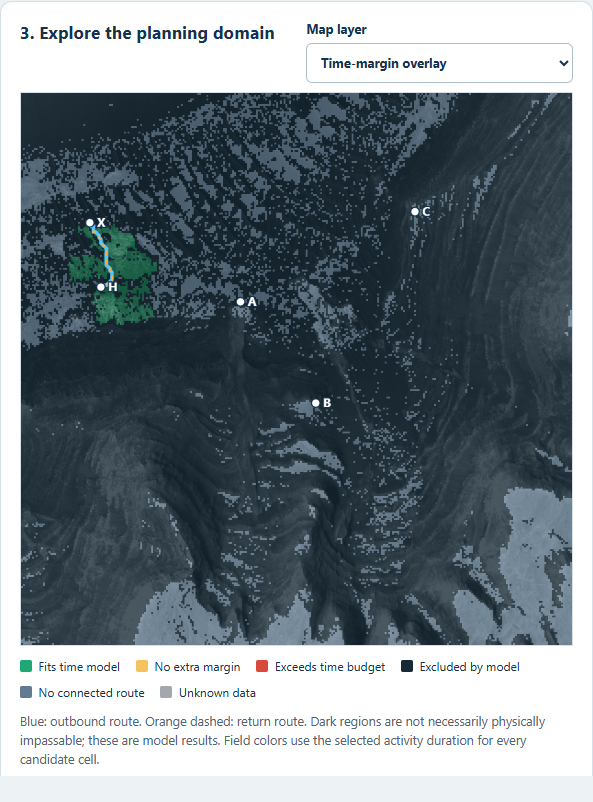 3. Explore the planning domain
Map layer
Time-margin overlay
X
C
H
A
B
Fits time model
No extra margin
Exceeds time budget
Excluded by model
No connected route
Unknown data
Blue: outbound route. Orange dashed: return route. Dark regions are not necessarily physically
impassable; these are model results. Field colors use the selected activity duration for every
candidate cell.